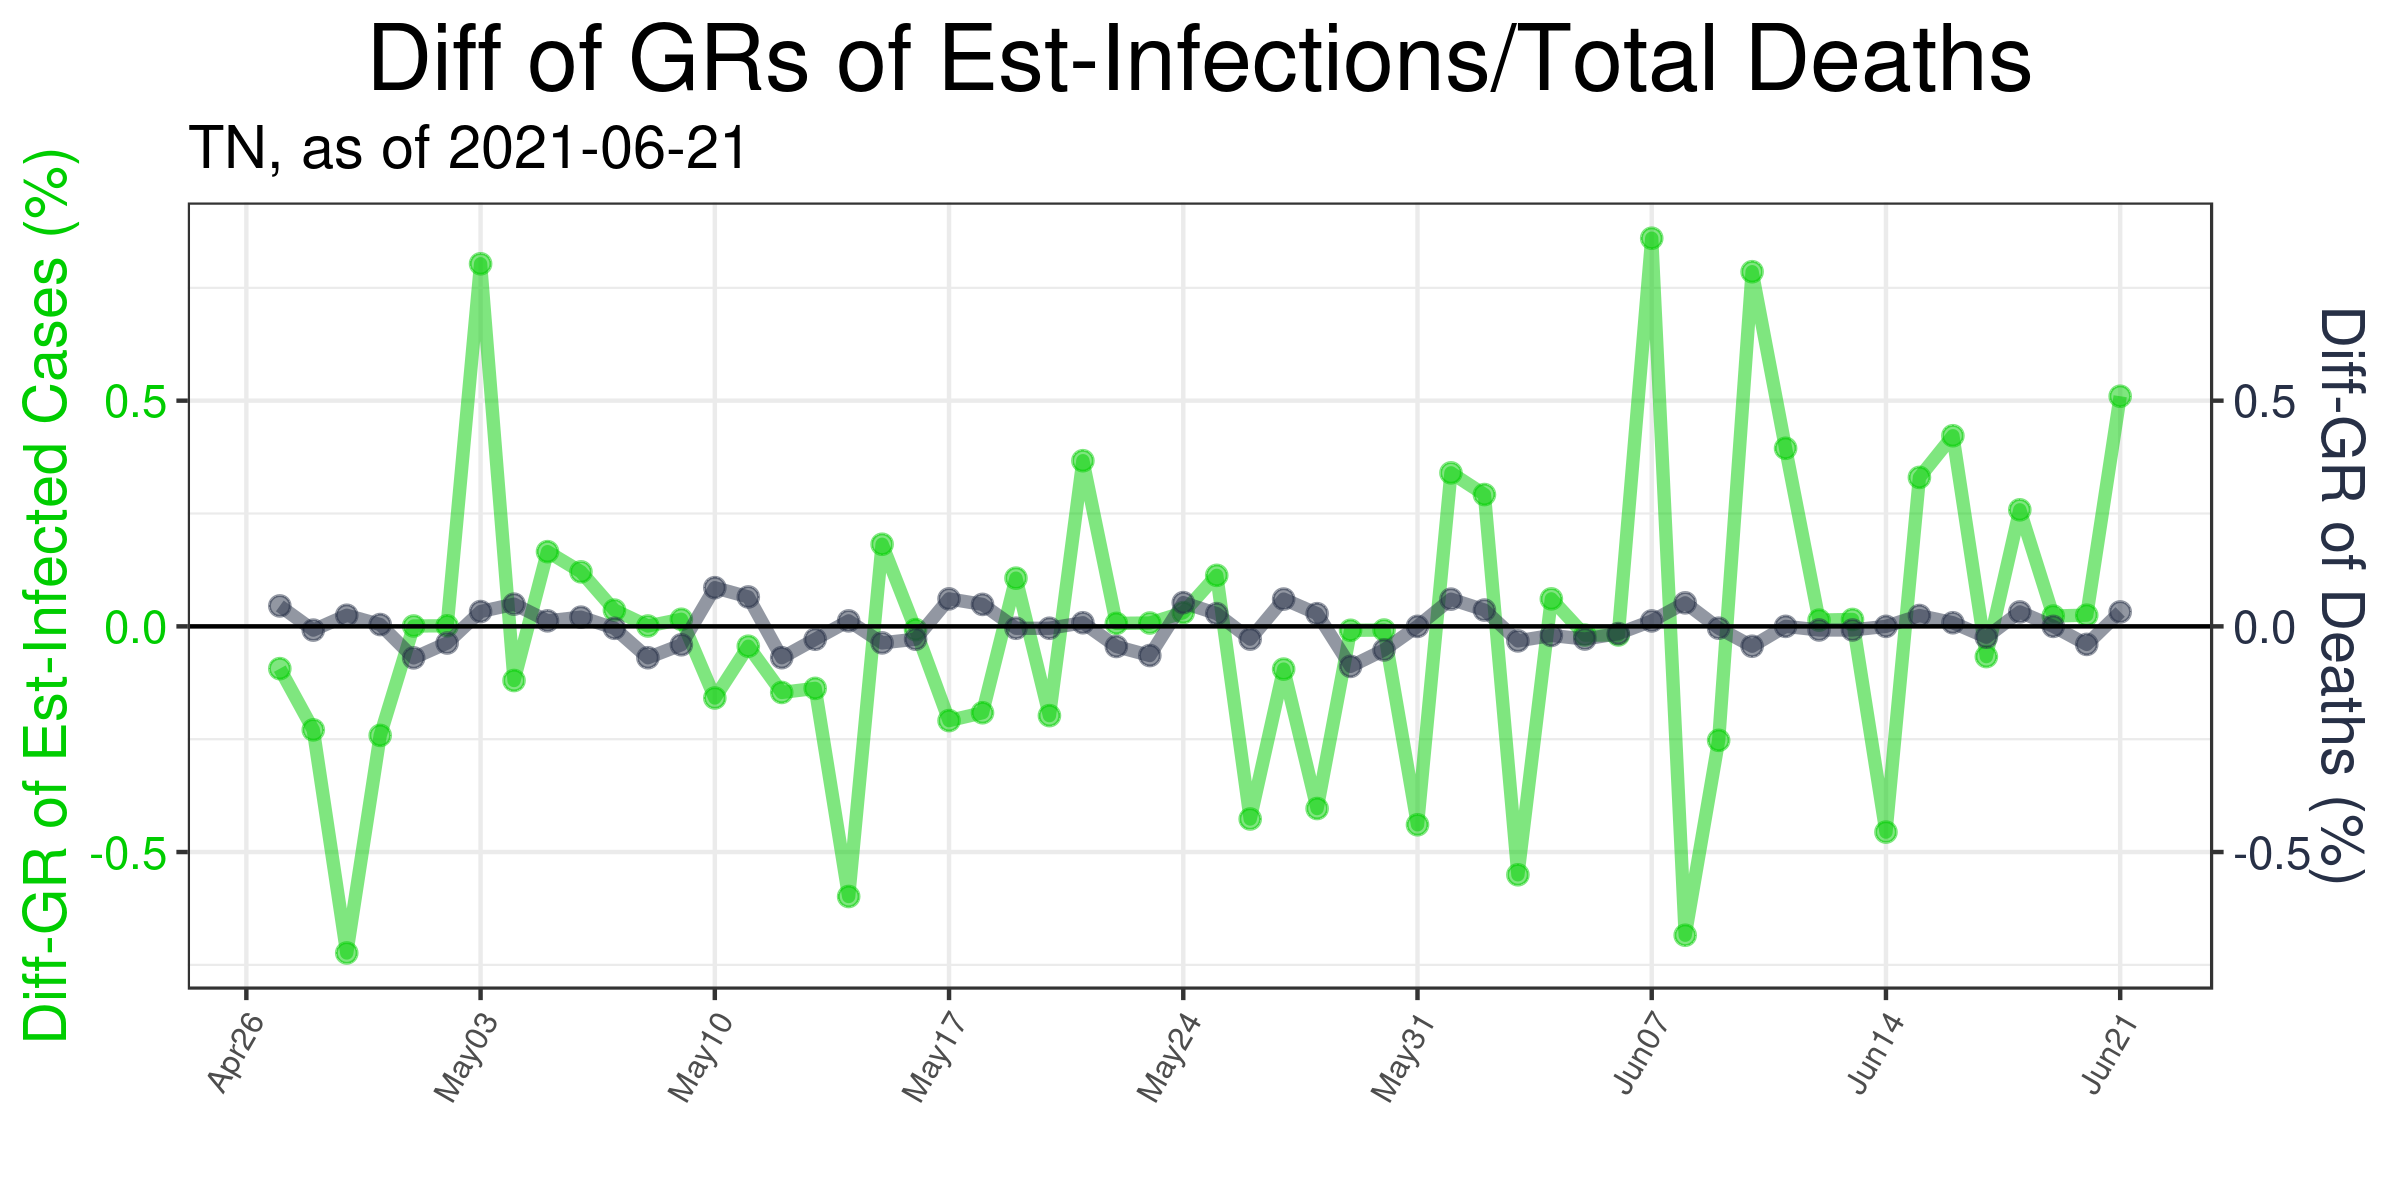 Diff of GRs of Est-Infections/Total Deaths
TN, as of 2021-06-21
Diff-GR of Est-Infected Cases (%)
0.5
0.0
-0.5
0.5
0.0
-0.5
Diff-GR of Deaths (%)
Apr26
May03
May10
May17
May24
May31
Jun07
Jun14
Jun21